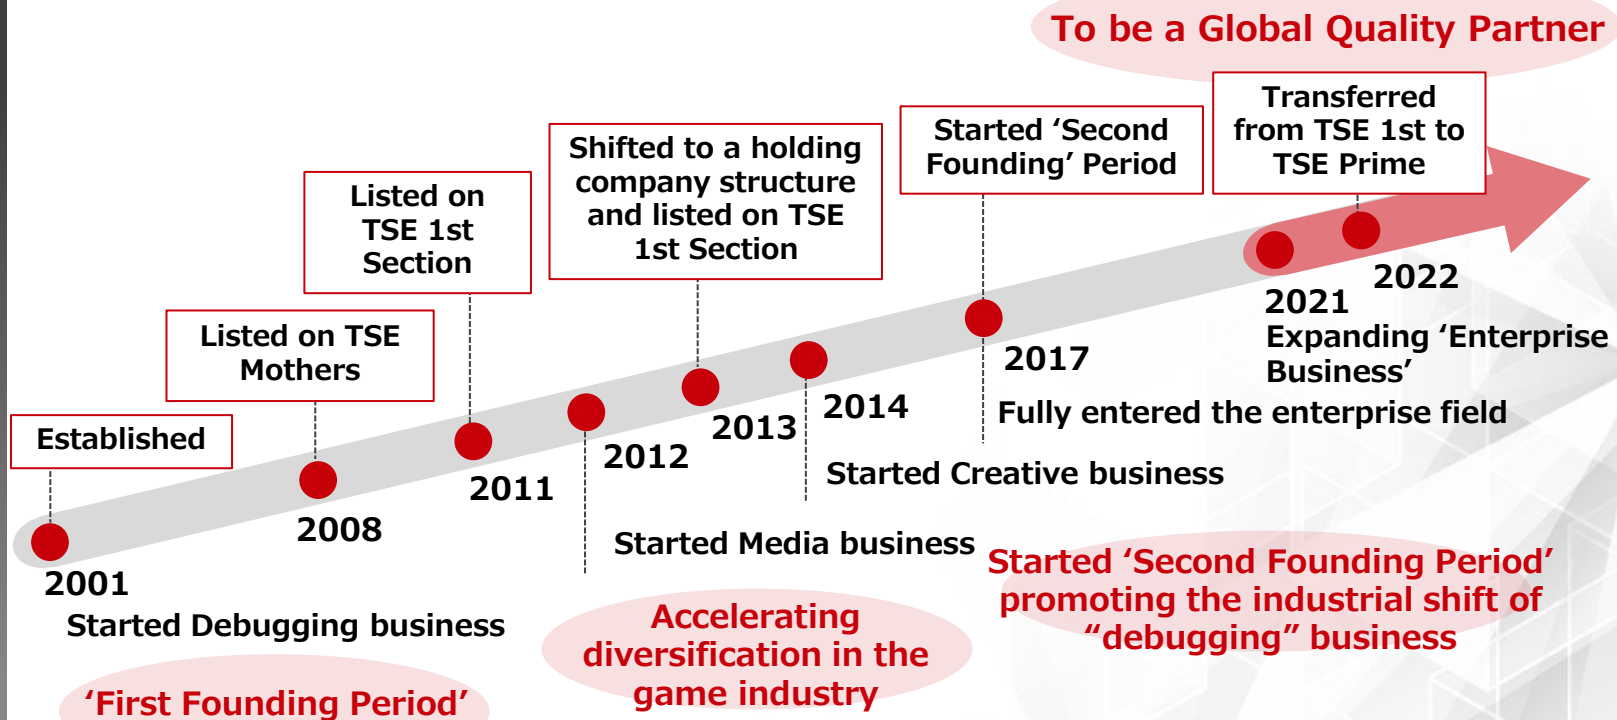 To be a Global Quality Partner
Transferred
from TSE 1st to
TSE Prime
Started ‘Second
Founding’ Period
Shifted to a holding
company structure
and listed on TSE
1st Section
Listed on
TSE 1st
Section
Listed on TSE
Mothers
Established
2001
Started Debugging business
2008
2011
2012
Started Media business
2013
2014
Started Creative business
2017
Fully entered the enterprise field
2021
Expanding ‘Enterprise
Business’
2022
‘First Founding Period’
Accelerating
diversification in the
game industry
Started ‘Second Founding Period’
promoting the industrial shift of
“debugging” business